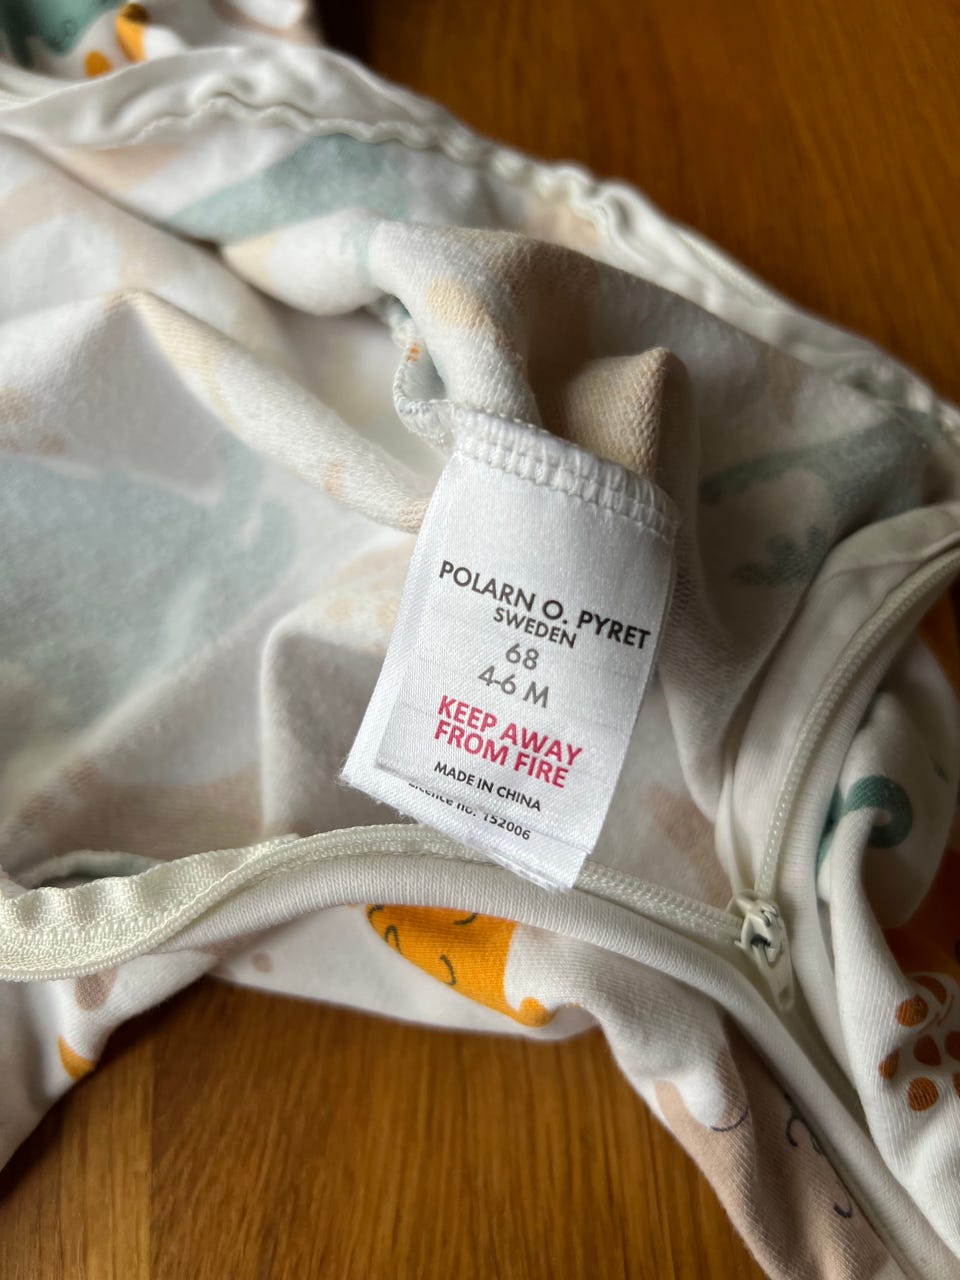 POLARN O. PYRET
SWEDEN
68
4-6 M
KEEP AWAY
FROM FIRE
MADE IN CHINA
Licence no. 152006